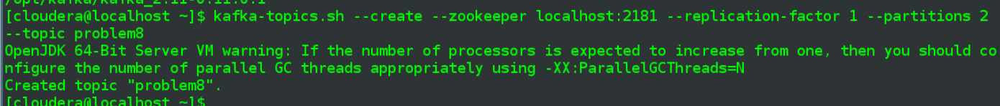 /opt/kafka/kafka_2.11-0.11.0.1
[cloudera@localhost ~]$ kafka-topics.sh --create --zookeeper localhost:2181 --replication-factor 1 --partitions 2
--topic problem8
OpenJDK 64-Bit Server VM warning: If the number of processors is expected to increase from one, then you should co
nfigure the number of parallel GC threads appropriately using -XX:ParallelGCThreads=N
Created topic "problem8".
[cloudera@localhost ~]$